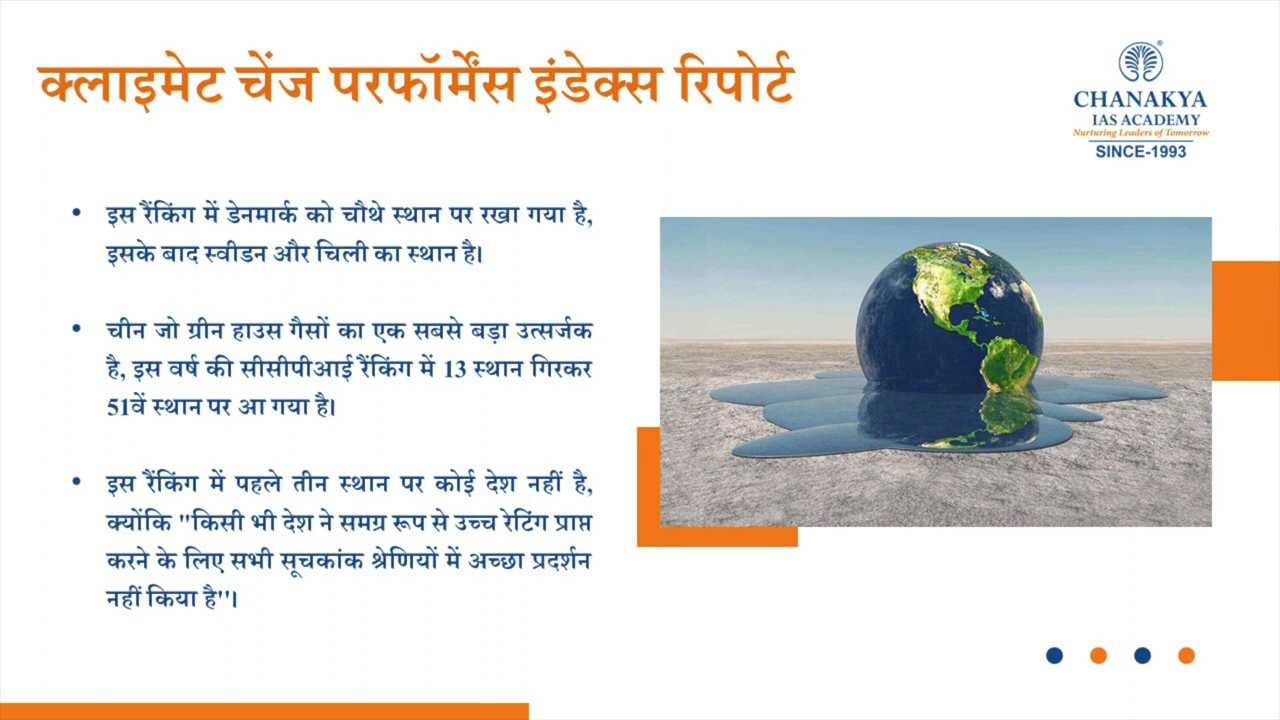 क्लाइमेट चेंज परफॉर्मेंस इंडेक्स रिपोर्ट
CHANAKYA
IAS ACADEMY
Nurturing Leaders of Tomorrow
SINCE-1993
• इस रैंकिंग में डेनमार्क को चौथे स्थान पर रखा गया है,
इसके बाद स्वीडन और चिली का स्थान है।
• चीन जो ग्रीन हाउस गैसों का एक सबसे बड़ा उत्सर्जक
है, इस वर्ष की सीसीपीआई रैंकिंग में 13 स्थान गिरकर
51वें स्थान पर आ गया है।
• इस रैंकिंग में पहले तीन स्थान पर कोई देश नहीं है,
क्योंकि "किसी भी देश ने समग्र रूप से उच्च रेटिंग प्राप्त
करने के लिए सभी सूचकांक श्रेणियों में अच्छा प्रदर्शन
नहीं किया है''।